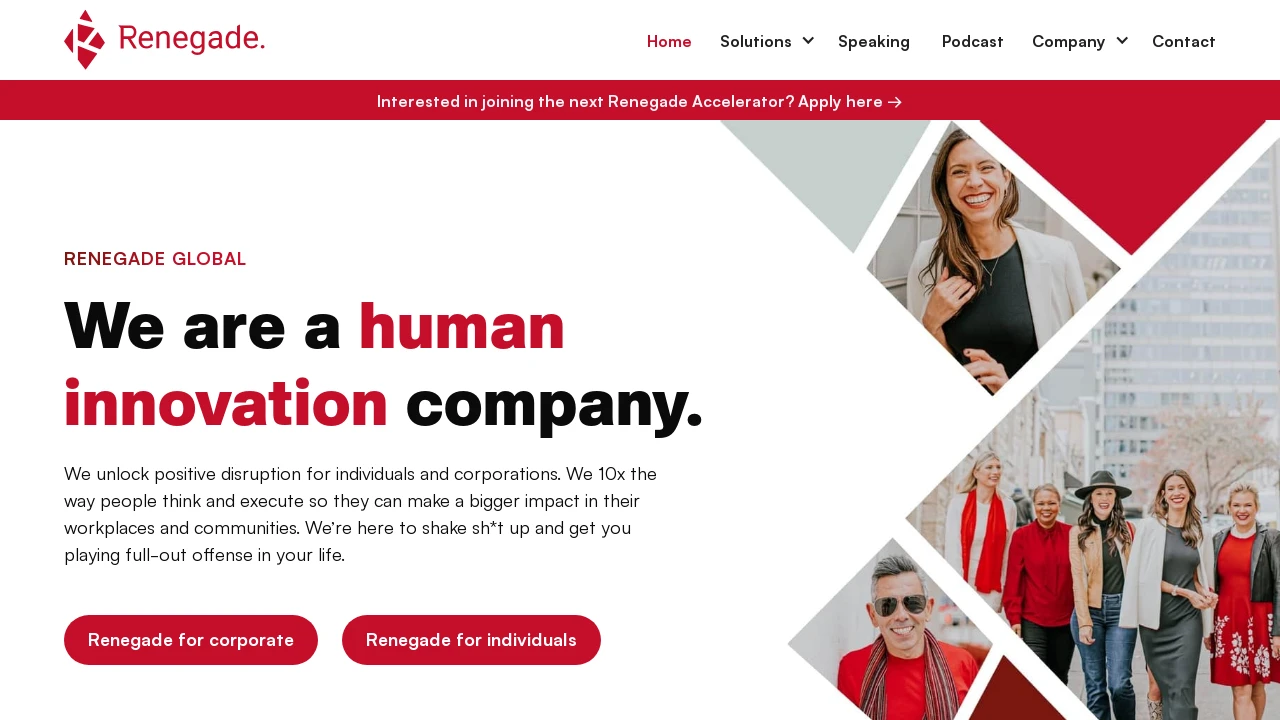 Renegade.
Home Solutions Speaking Podcast Company Contact
Interested in joining the next Renegade Accelerator? Apply here →
RENEGADE GLOBAL
We are a human
innovation company.
We unlock positive disruption for individuals and corporations. We 10x the
way people think and execute so they can make a bigger impact in their
workplaces and communities. We're here to shake sh*t up and get you
playing full-out offense in your life.
Renegade for corporate
Renegade for individuals